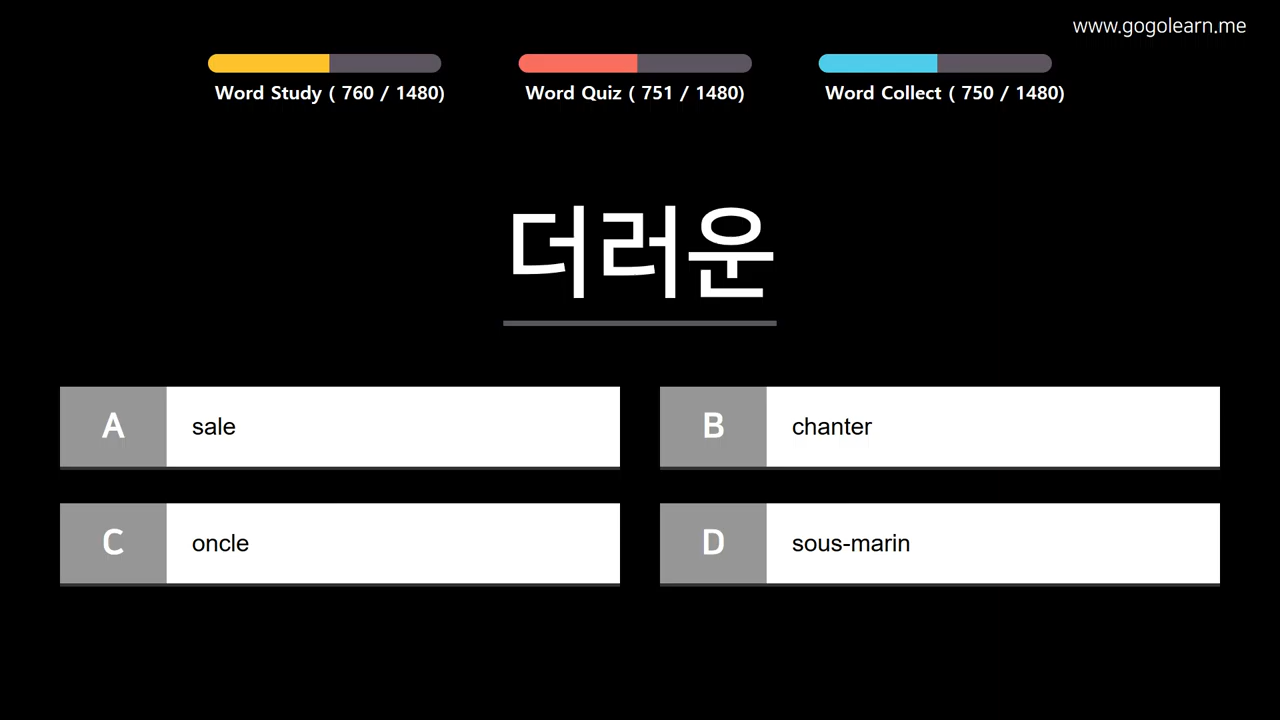 www.gogolearn.me
Word Study ( 760 / 1480)
Word Quiz ( 751 / 1480)
Word Collect ( 750 / 1480)
더러운
A sale
B chanter
C oncle
D sous-marin